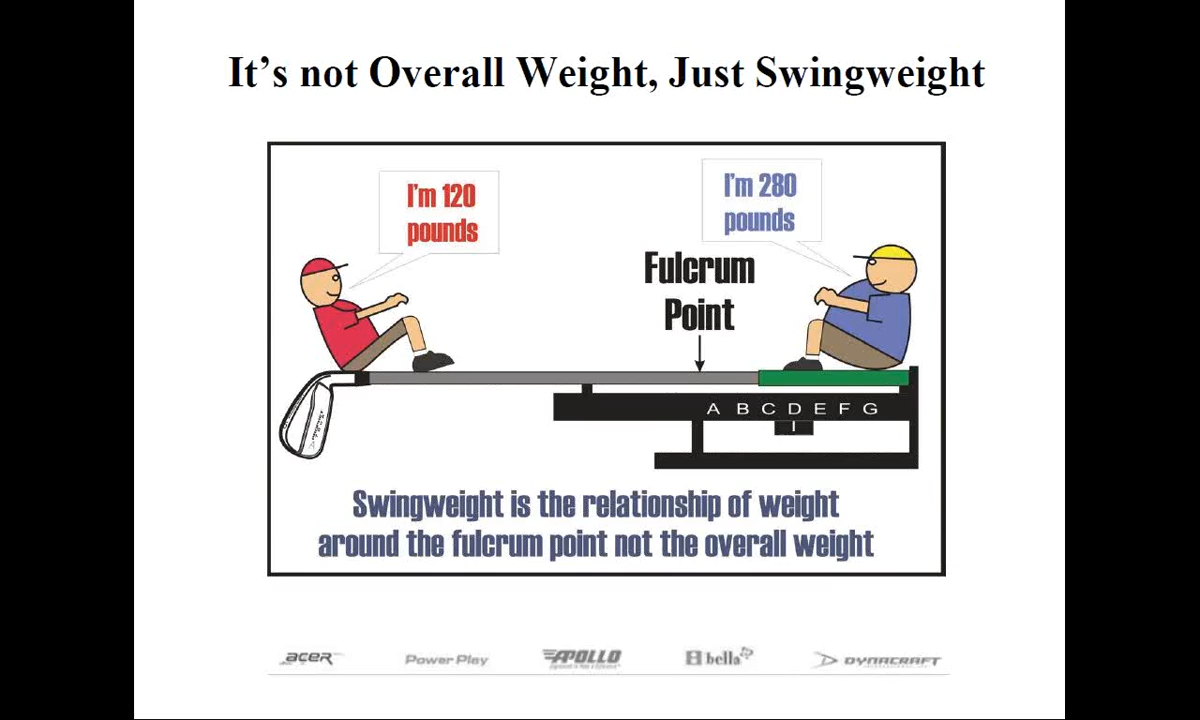 It's not Overall Weight, Just Swingweight
I'm 120
pounds
I'm 280
pounds
Fulcrum
Point
A B C D E F G
Swingweight is the relationship of weight
around the fulcrum point not the overall weight
acer Power Play APOLLO bella DYNACRAFT